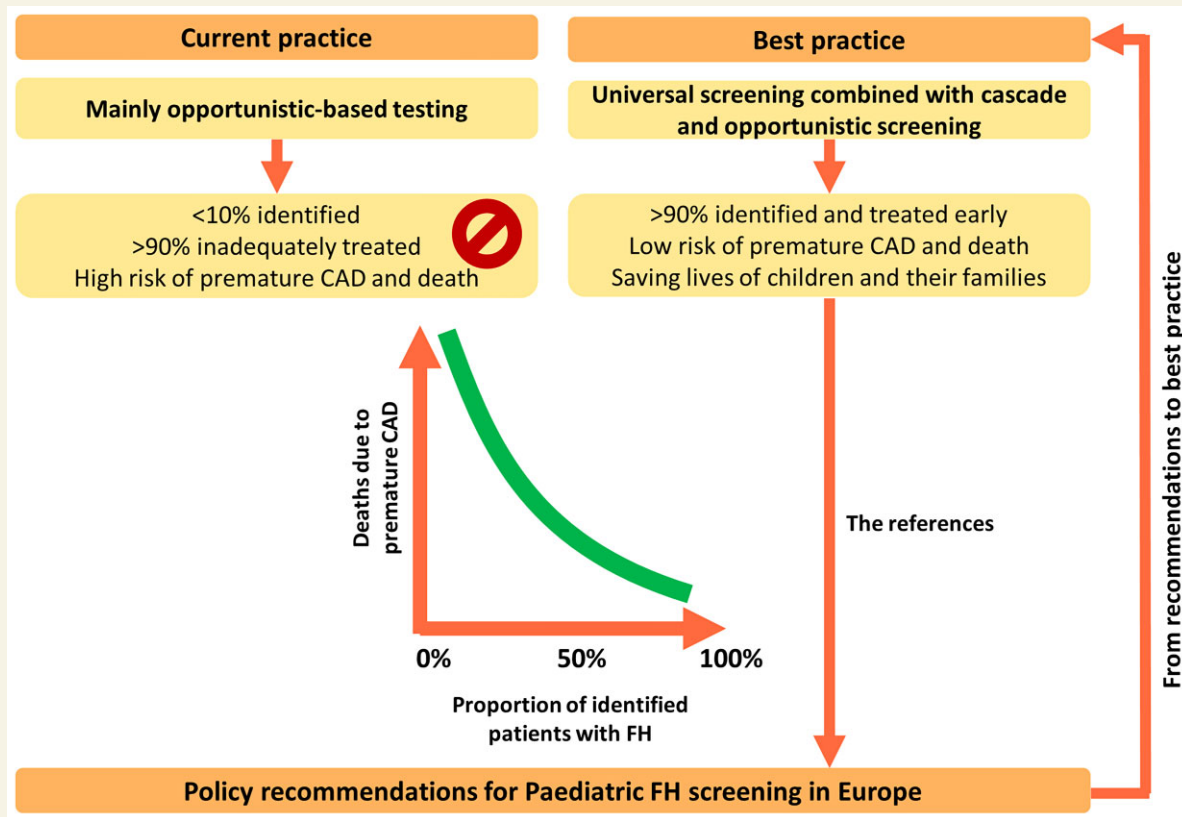 Current practice
Mainly opportunistic-based testing
<10% identified
>90% inadequately treated
High risk of premature CAD and death
Best practice
Universal screening combined with cascade
and opportunistic screening
>90% identified and treated early
Low risk of premature CAD and death
Saving lives of children and their families
Deaths due to
premature CAD
0% 50% 100%
Proportion of identified
patients with FH
The references
From recommendations to best practice
Policy recommendations for Paediatric FH screening in Europe